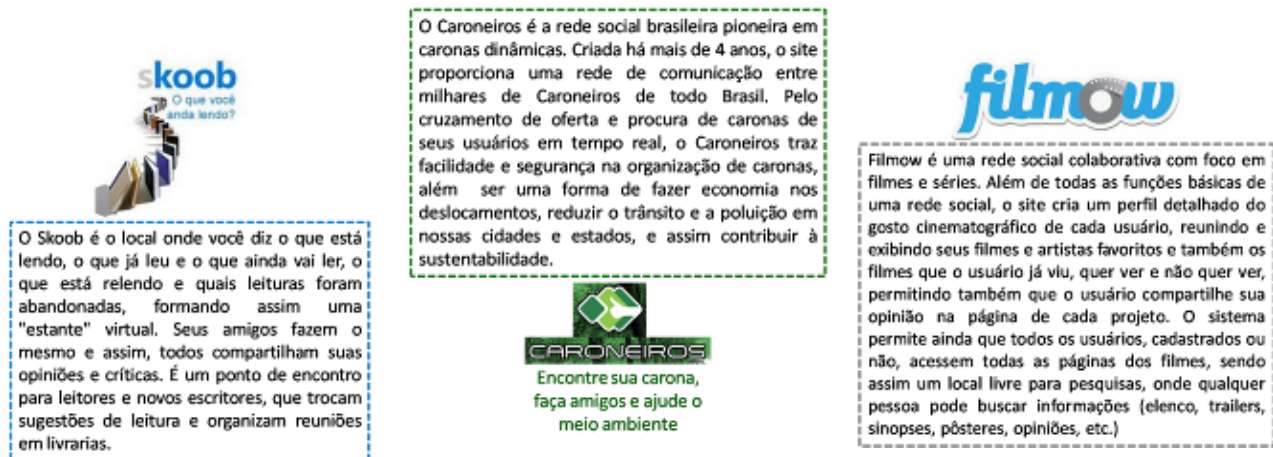 skoob
O que você
anda lendo?
O Skoob é o local onde você diz o que está
lendo, o que já leu e o que ainda vai ler, o
que está relendo e quais leituras foram
abandonadas, formando assim uma
"estante" virtual. Seus amigos fazem o
mesmo e assim, todos compartilham suas
opiniões e críticas. É um ponto de encontro
para leitores e novos escritores, que trocam
sugestões de leitura e organizam reuniões
em livrarias.
O Caroneiros é a rede social brasileira pioneira em
caronas dinâmicas. Criada há mais de 4 anos, o site
proporciona uma rede de comunicação entre
milhares de Caroneiros de todo Brasil. Pelo
cruzamento de oferta e procura de caronas de
seus usuários em tempo real, o Caroneiros traz
facilidade e segurança na organização de caronas,
além ser uma forma de fazer economia nos
deslocamentos, reduzir o trânsito e a poluição em
nossas cidades e estados, e assim contribuir à
sustentabilidade.
CARONEIROS
Encontre sua carona,
faça amigos e ajude o
meio ambiente
filmow
Filmow é uma rede social colaborativa com foco em
filmes e séries. Além de todas as funções básicas de
uma rede social, o site cria um perfil detalhado do
gosto cinematográfico de cada usuário, reunindo e
exibindo seus filmes e artistas favoritos e também os
filmes que o usuário já viu, quer ver e não quer ver,
permitindo também que o usuário compartilhe sua
opinião na página de cada projeto. O sistema
permite ainda que todos os usuários, cadastrados ou
não, acessem todas as páginas dos filmes, sendo
assim um local livre para pesquisas, onde qualquer
pessoa pode buscar informações (elenco, trailers,
sinopses, pôsteres, opiniões, etc.)